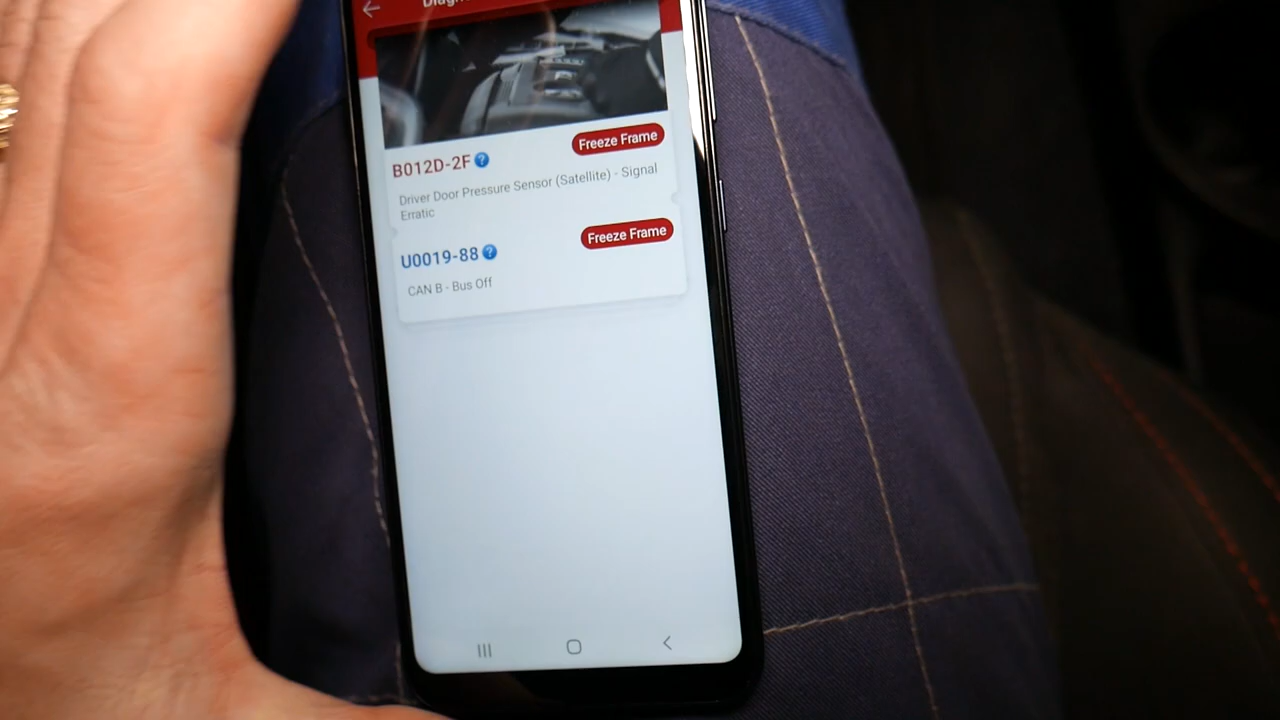 B012D-2F
Freeze Frame
Driver Door Pressure Sensor (Satellite) - Signal
Erratic
U0019-88
Freeze Frame
CAN B - Bus Off